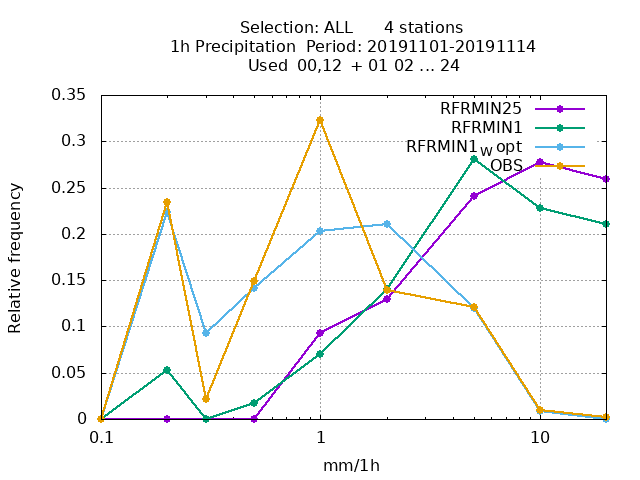 Selection: ALL 4 stations
1h Precipitation Period: 20191101-20191114
Used 00,12 + 01 02 ... 24
Relative frequency
0.35
0.3
0.25
0.2
0.15
0.1
0.05
0
RFRMIN25
RFRMIN1
RFRMIN1w opt
OBS
0.1 1 10
mm/1h